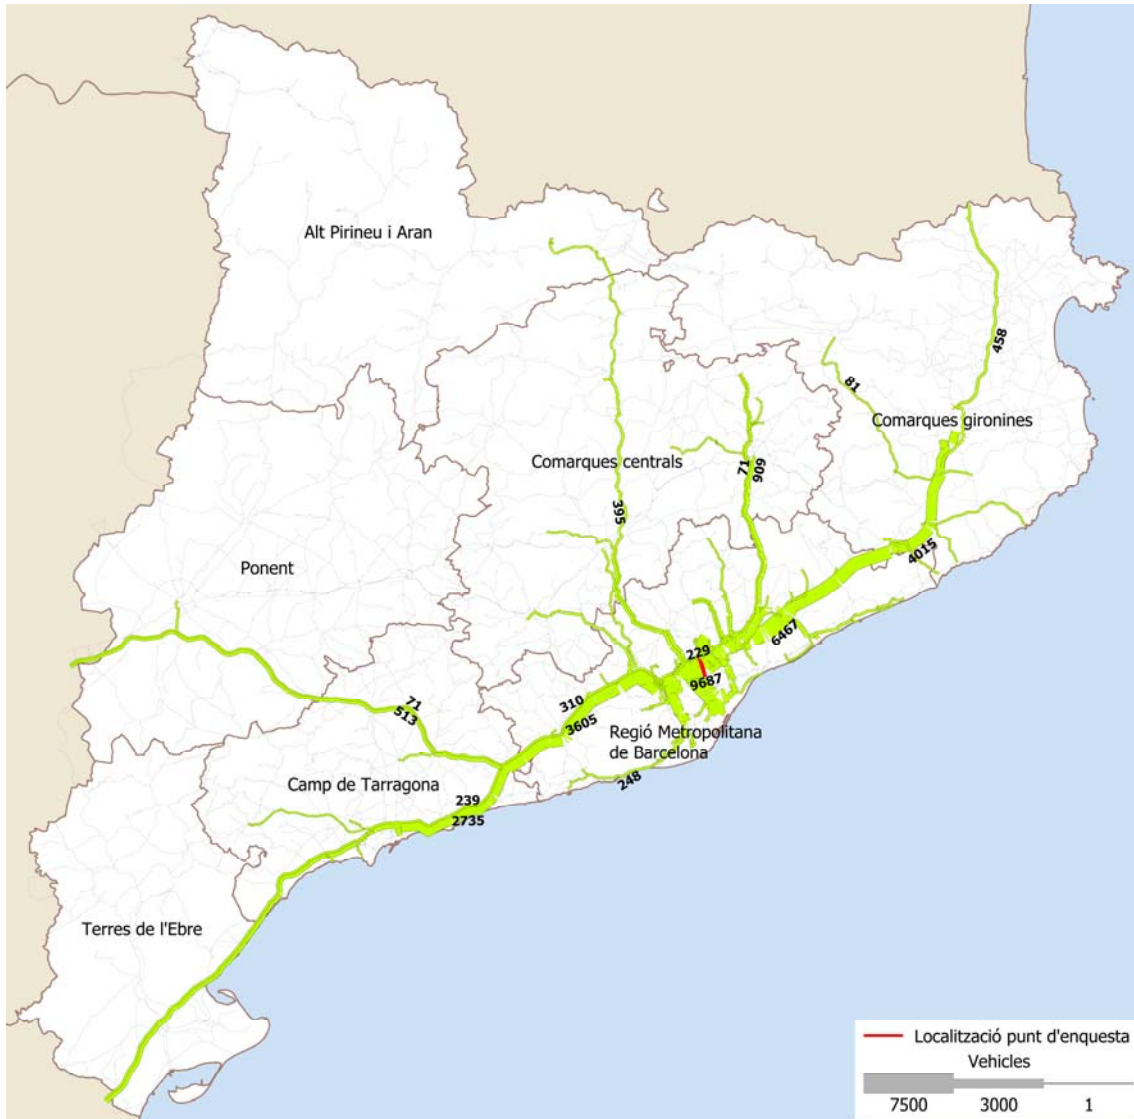 Alt Pirineu i Aran
458
81
Comarques gironines
Comarques centrals
71
909
395
4015
Ponent
6467
229
9687
310
3605
71
513
Regió Metropolitana
de Barcelona
248
Camp de Tarragona
239
2735
Terres de l'Ebre
Localització punt d'enquesta
Vehicles
7500
3000
1